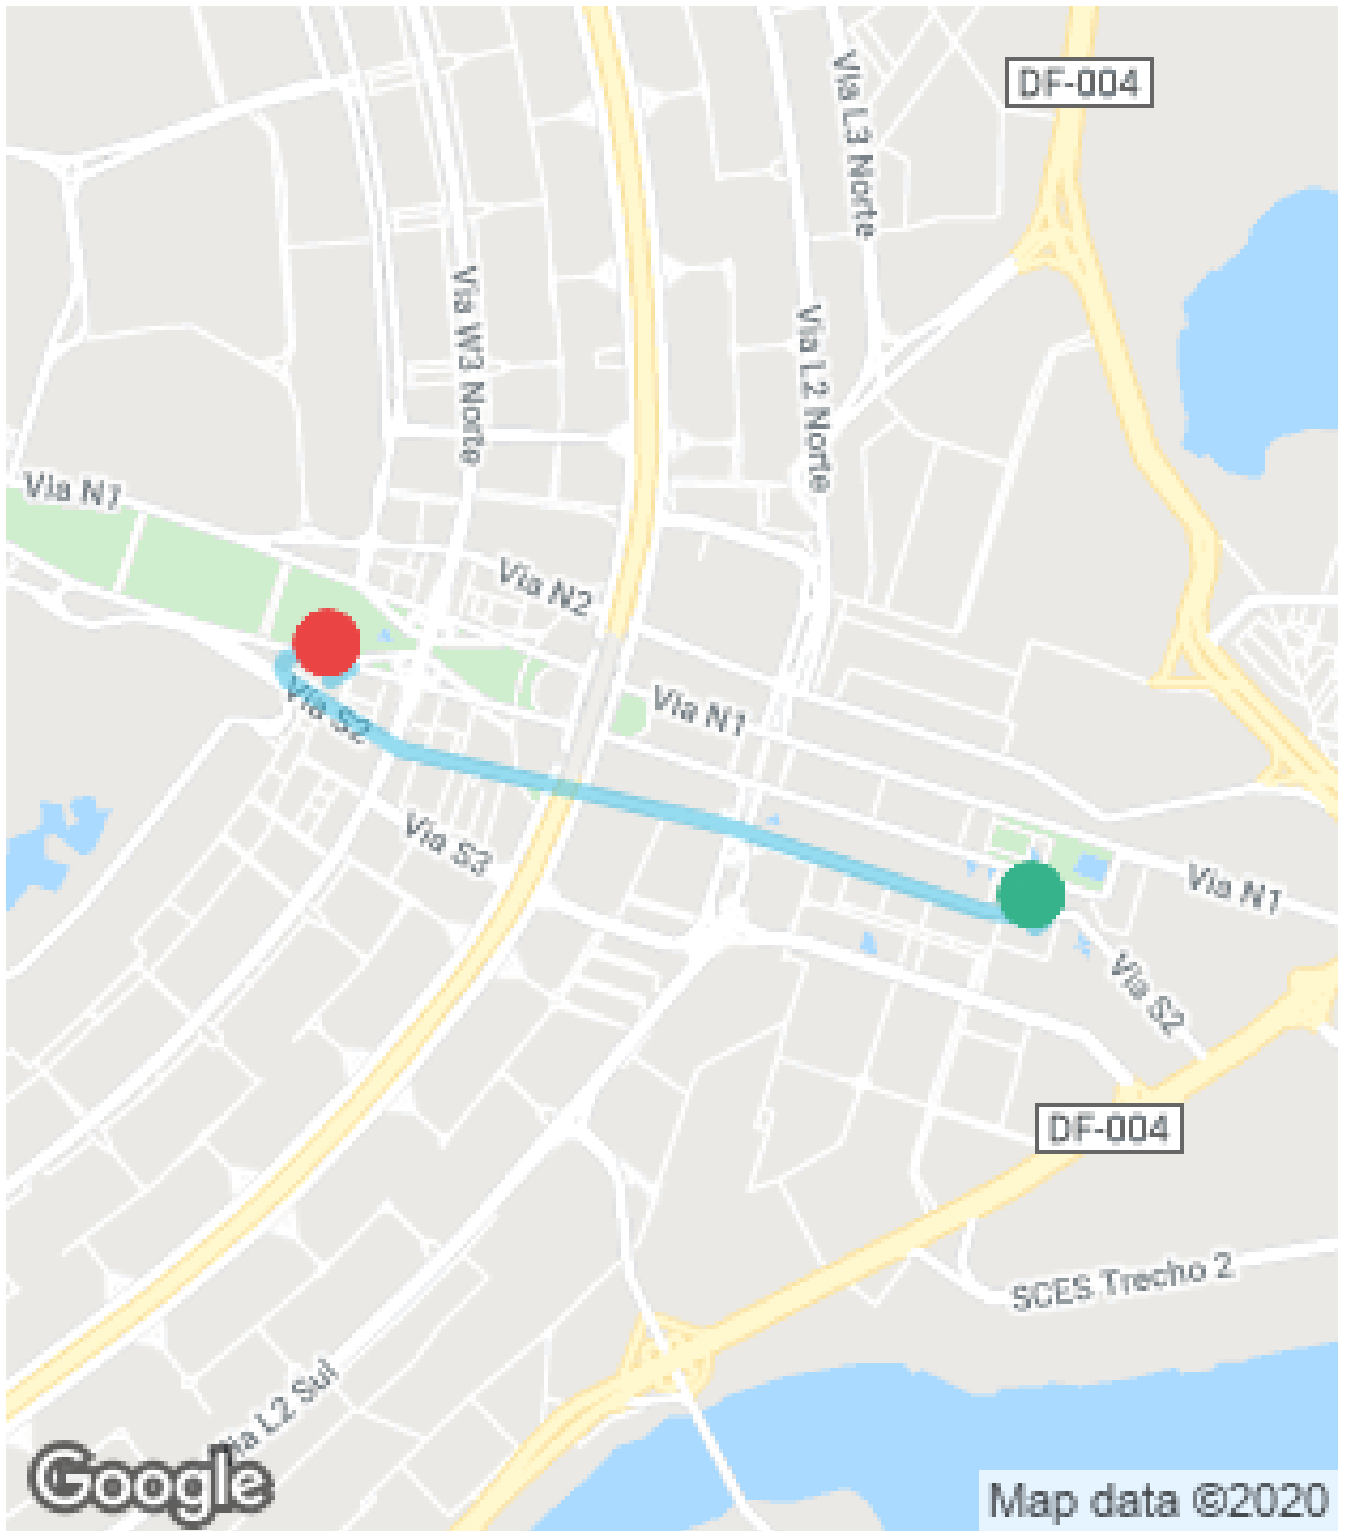 DF-004
Via L3 Norte
Via W3 Norte
Via L2 Norte
Via N1
Via N2
Via N1
Via S2
Via S3
Via N1
Via S2
DF-004
SCES Trecho 2
Via L2 Sul
Google
Map data ©2020